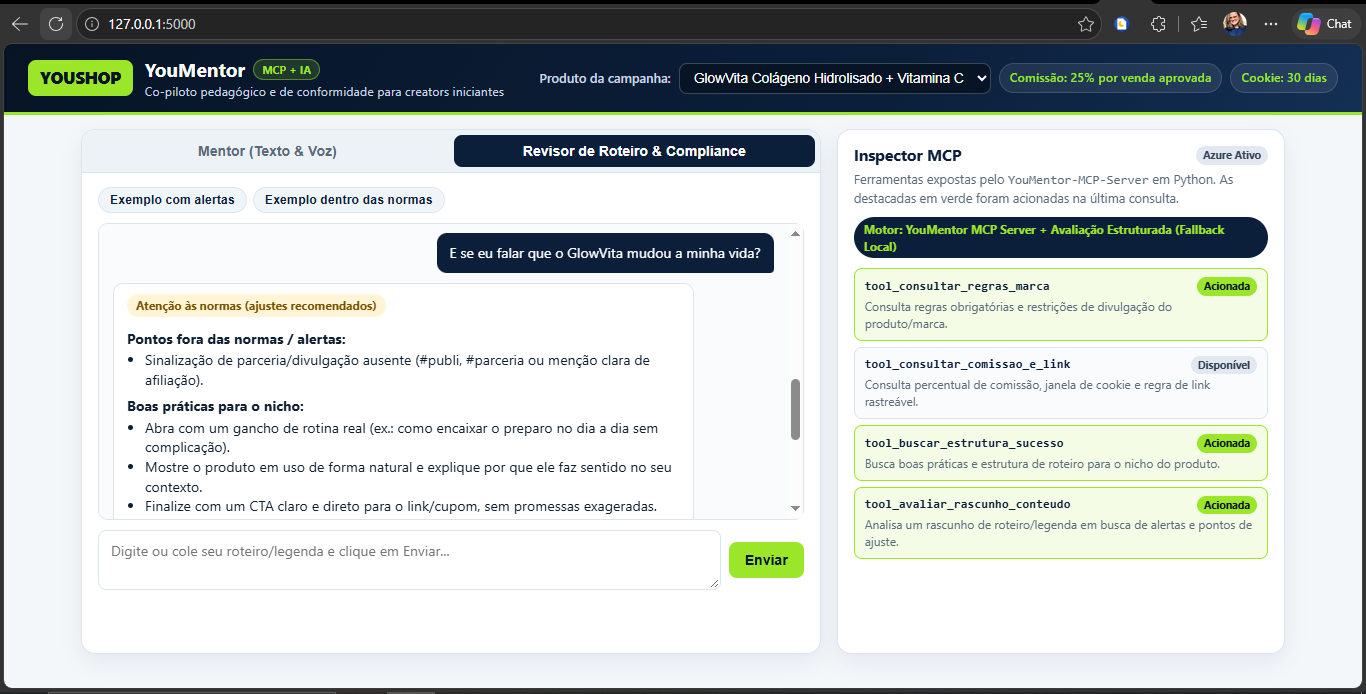 127.0.0.1:5000
Chat
YOUSHOP
YouMentor MCP + IA
Co-piloto pedagógico e de conformidade para creators iniciantes
Produto da campanha:
GlowVita Colágeno Hidrolisado + Vitamina C
Comissão: 25% por venda aprovada
Cookie: 30 dias
Mentor (Texto & Voz)
Revisor de Roteiro & Compliance
Exemplo com alertas
Exemplo dentro das normas
E se eu falar que o GlowVita mudou a minha vida?
Atenção às normas (ajustes recomendados)
Pontos fora das normas / alertas:
Sinalização de parceria/divulgação ausente (#publi, #parceria ou menção clara de
afiliação).
Boas práticas para o nicho:
Abra com um gancho de rotina real (ex.: como encaixar o preparo no dia a dia sem
complicação).
Mostre o produto em uso de forma natural e explique por que ele faz sentido no seu
contexto.
Finalize com um CTA claro e direto para o link/cupom, sem promessas exageradas.
Digite ou cole seu roteiro/legenda e clique em Enviar...
Enviar
Inspector MCP
Azure Ativo
Ferramentas expostas pelo YouMentor-MCP-Server em Python. As
destacadas em verde foram acionadas na última consulta.
Motor: YouMentor MCP Server + Avaliação Estruturada (Fallback
Local)
tool_consultar_regras_marca
Acionada
Consulta regras obrigatórias e restrições de divulgação do
produto/marca.
tool_consultar_comissao_e_link
Disponível
Consulta percentual de comissão, janela de cookie e regra de link
rastreável.
tool_buscar_estrutura_sucesso
Acionada
Busca boas práticas e estrutura de roteiro para o nicho do produto.
tool_avaliar_rascunho_conteudo
Acionada
Analisa um rascunho de roteiro/legenda em busca de alertas e pontos de
ajuste.